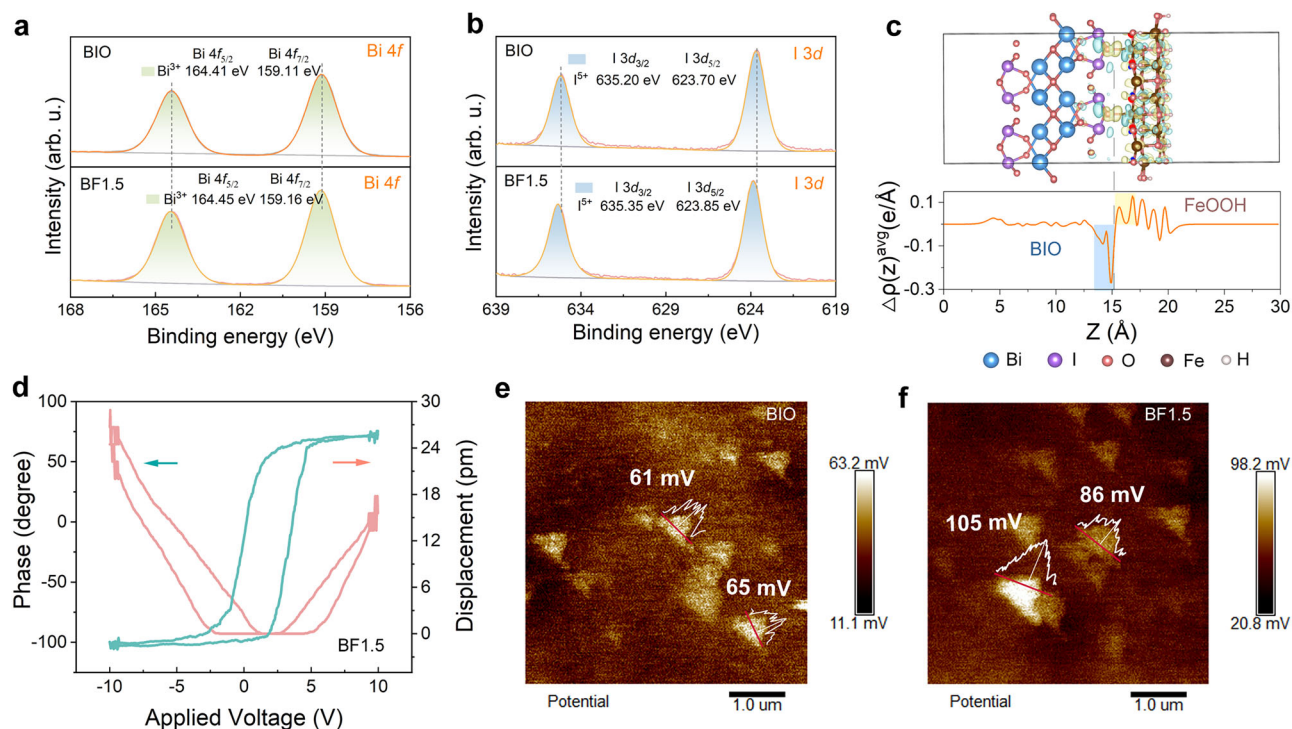 a
BIO
Bi 4f5/2 Bi 4f7/2
Bi 4f
Bi3+ 164.41 eV 159.11 eV
BF1.5
Bi 4f5/2 Bi 4f7/2
Bi 4f
Bi3+ 164.45 eV 159.16 eV
Intensity (arb. u.)
168 164 160 156
Binding energy (eV)
b
BIO
I 3d3/2 I 3d5/2
I 3d
I5+ 635.20 eV 623.70 eV
BF1.5
I 3d3/2 I 3d5/2
I 3d
I5+ 635.35 eV 623.85 eV
Intensity (arb. u.)
639 634 629 624 619
Binding energy (eV)
c
0.1
-0.1
-0.3
△ρ(z)avg(e/Å)
BIO
FeOOH
0 5 10 15 20 25 30
Z (Å)
Bi I O Fe H
d
100
50
0
-50
-100
Phase (degree)
30
24
18
12
6
0
Displacement (pm)
BF1.5
-10 -5 0 5 10
Applied Voltage (V)
e
BIO
61 mV
65 mV
63.2 mV
11.1 mV
Potential
1.0 um
f
BF1.5
86 mV
105 mV
98.2 mV
20.8 mV
Potential
1.0 um